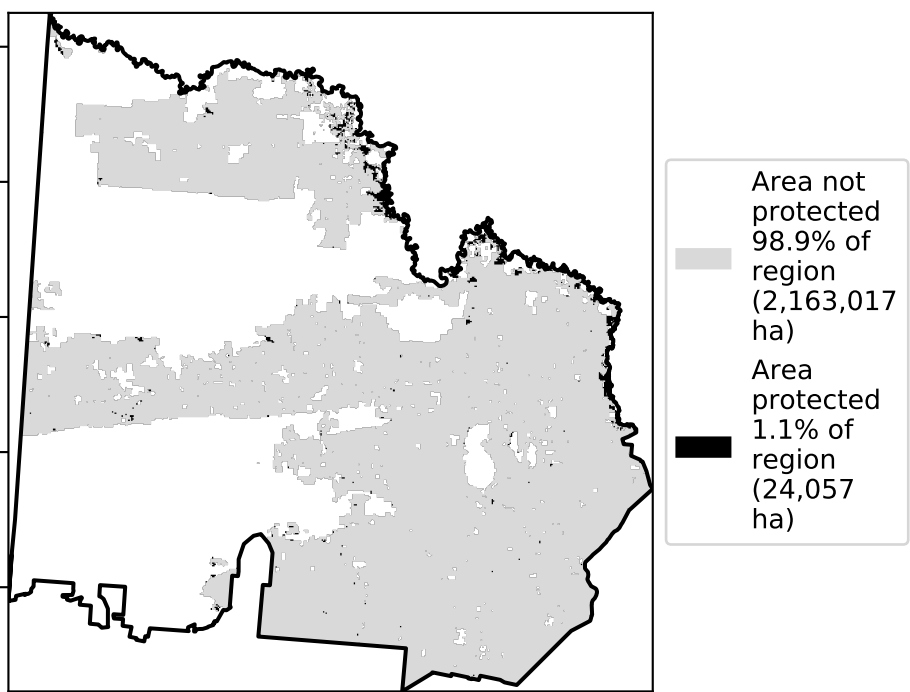 Area not
protected
98.9% of
region
(2,163,017
ha)
Area
protected
1.1% of
region
(24,057
ha)